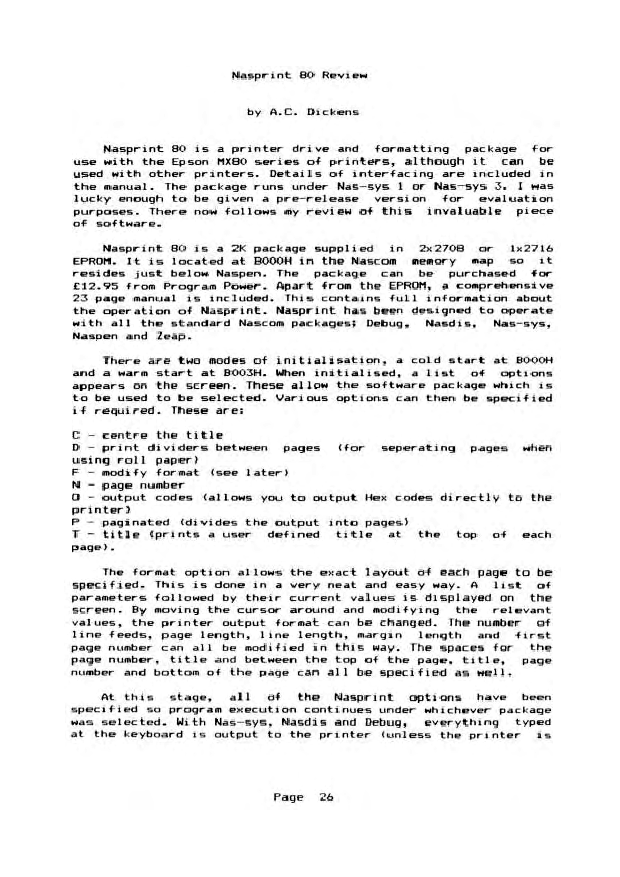 Nasprint 80 Review
by A.C. Dickens
Nasprint 80 is a printer drive and formatting package for
use with the Epson MX80 series of printers, although it can be
used with other printers. Details of interfacing are included in
the manual. The package runs under Nas-sys 1 or Nas-sys 3. I was
lucky enough to be given a pre-release version for evaluation
purposes. There now follows my review of this invaluable piece
of software.
Nasprint 80 is a 2K package supplied in 2x2708 or 1x2716
EPROM. It is located at B000H in the Nascom memory map so it
resides just below Naspen. The package can be purchased for
£12.95 from Program Power. Apart from the EPROM, a comprehensive
23 page manual is included. This contains full information about
the operation of Nasprint. Nasprint has been designed to operate
with all the standard Nascom packages; Debug, Nasdis, Nas-sys,
Naspen and Zeap.
There are two modes of initialisation, a cold start at B000H
and a warm start at B003H. When initialised, a list of options
appears on the screen. These allow the software package which is
to be used to be selected. Various options can then be specified
if required. These are:
C - centre the title
D - print dividers between pages (for seperating pages when
using roll paper)
F - modify format (see later)
N - page number
O - output codes (allows you to output Hex codes directly to the
printer)
P - paginated (divides the output into pages)
T - title (prints a user defined title at the top of each
page).
The format option allows the exact layout of each page to be
specified. This is done in a very neat and easy way. A list of
parameters followed by their current values is displayed on the
screen. By moving the cursor around and modifying the relevant
values, the printer output format can be changed. The number of
line feeds, page length, line length, margin length and first
page number can all be modified in this way. The spaces for the
page number, title and between the top of the page, title, page
number and bottom of the page can all be specified as well.
At this stage, all of the Nasprint options have been
specified so program execution continues under whichever package
was selected. With Nas-sys, Nasdis and Debug, everything typed
at the keyboard is output to the printer (unless the printer is
Page 26